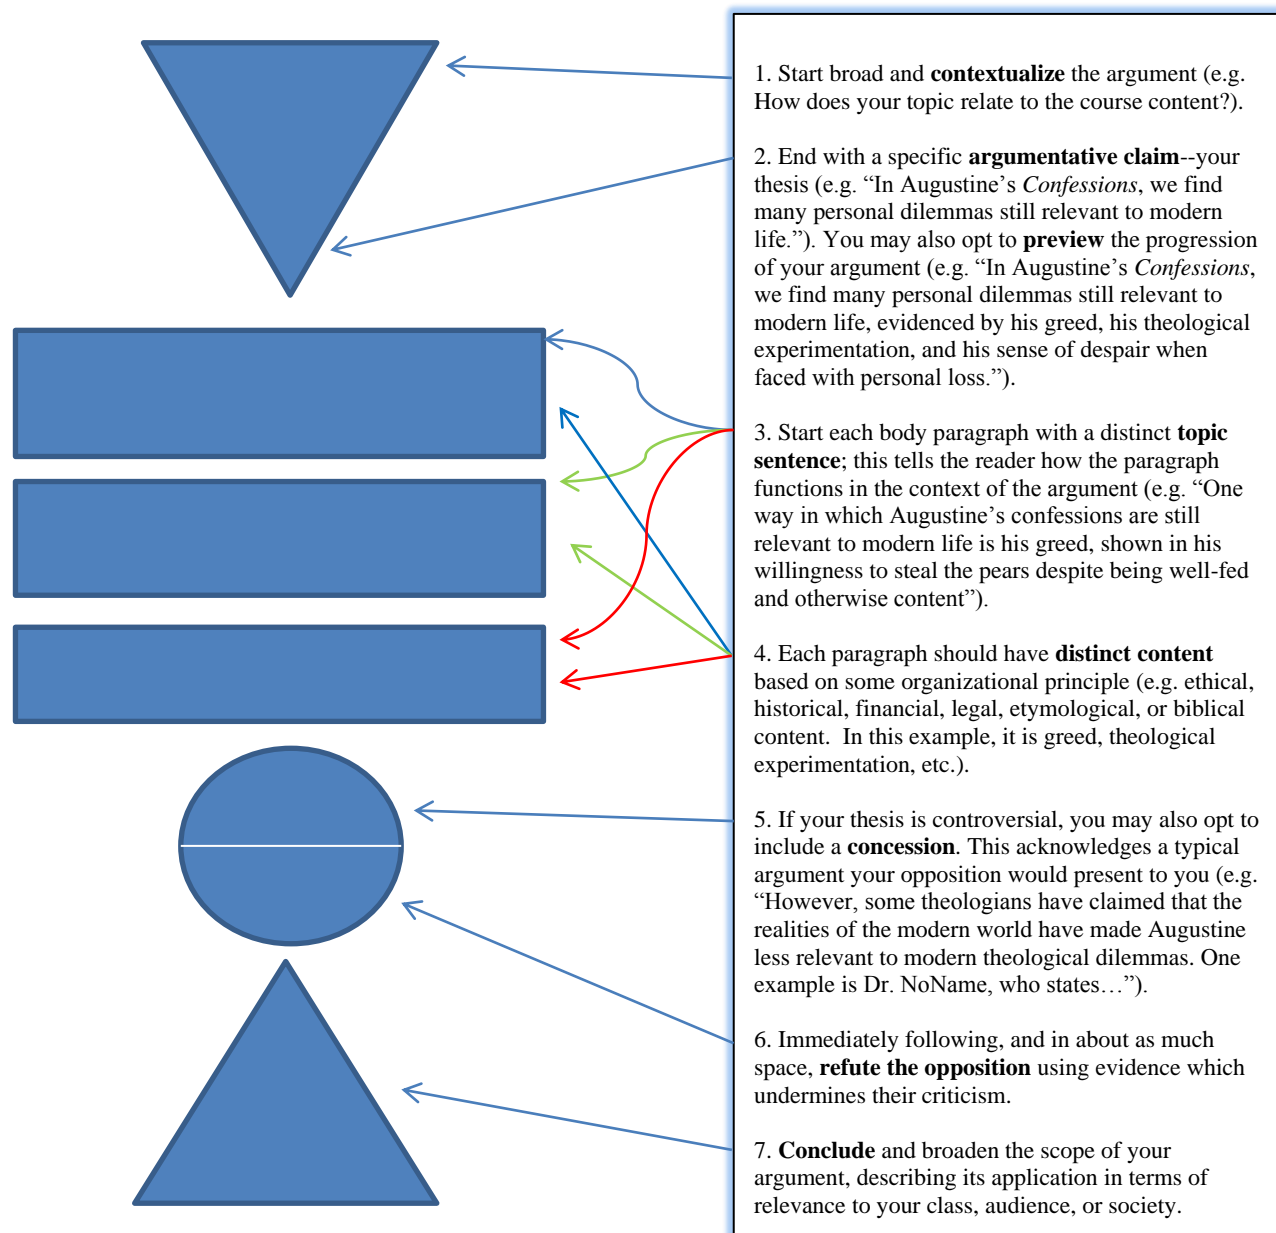 1. Start broad and contextualize the argument (e.g.
How does your topic relate to the course content?).
2. End with a specific argumentative claim--your
thesis (e.g. “In Augustine’s Confessions, we find
many personal dilemmas still relevant to modern
life.”). You may also opt to preview the progression
of your argument (e.g. “In Augustine’s Confessions,
we find many personal dilemmas still relevant to
modern life, evidenced by his greed, his theological
experimentation, and his sense of despair when
faced with personal loss.”).
3. Start each body paragraph with a distinct topic
sentence; this tells the reader how the paragraph
functions in the context of the argument (e.g. “One
way in which Augustine’s confessions are still
relevant to modern life is his greed, shown in his
willingness to steal the pears despite being well-fed
and otherwise content”).
4. Each paragraph should have distinct content
based on some organizational principle (e.g. ethical,
historical, financial, legal, etymological, or biblical
content.  In this example, it is greed, theological
experimentation, etc.).
5. If your thesis is controversial, you may also opt to
include a concession. This acknowledges a typical
argument your opposition would present to you (e.g.
“However, some theologians have claimed that the
realities of the modern world have made Augustine
less relevant to modern theological dilemmas. One
example is Dr. NoName, who states…”).
6. Immediately following, and in about as much
space, refute the opposition using evidence which
undermines their criticism.
7. Conclude and broaden the scope of your
argument, describing its application in terms of
relevance to your class, audience, or society.